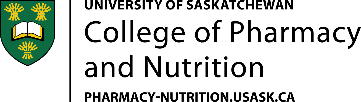 UNIVERSITY OF SASKATCHEWAN
College of Pharmacy
and Nutrition
PHARMACY-NUTRITION.USASK.CA